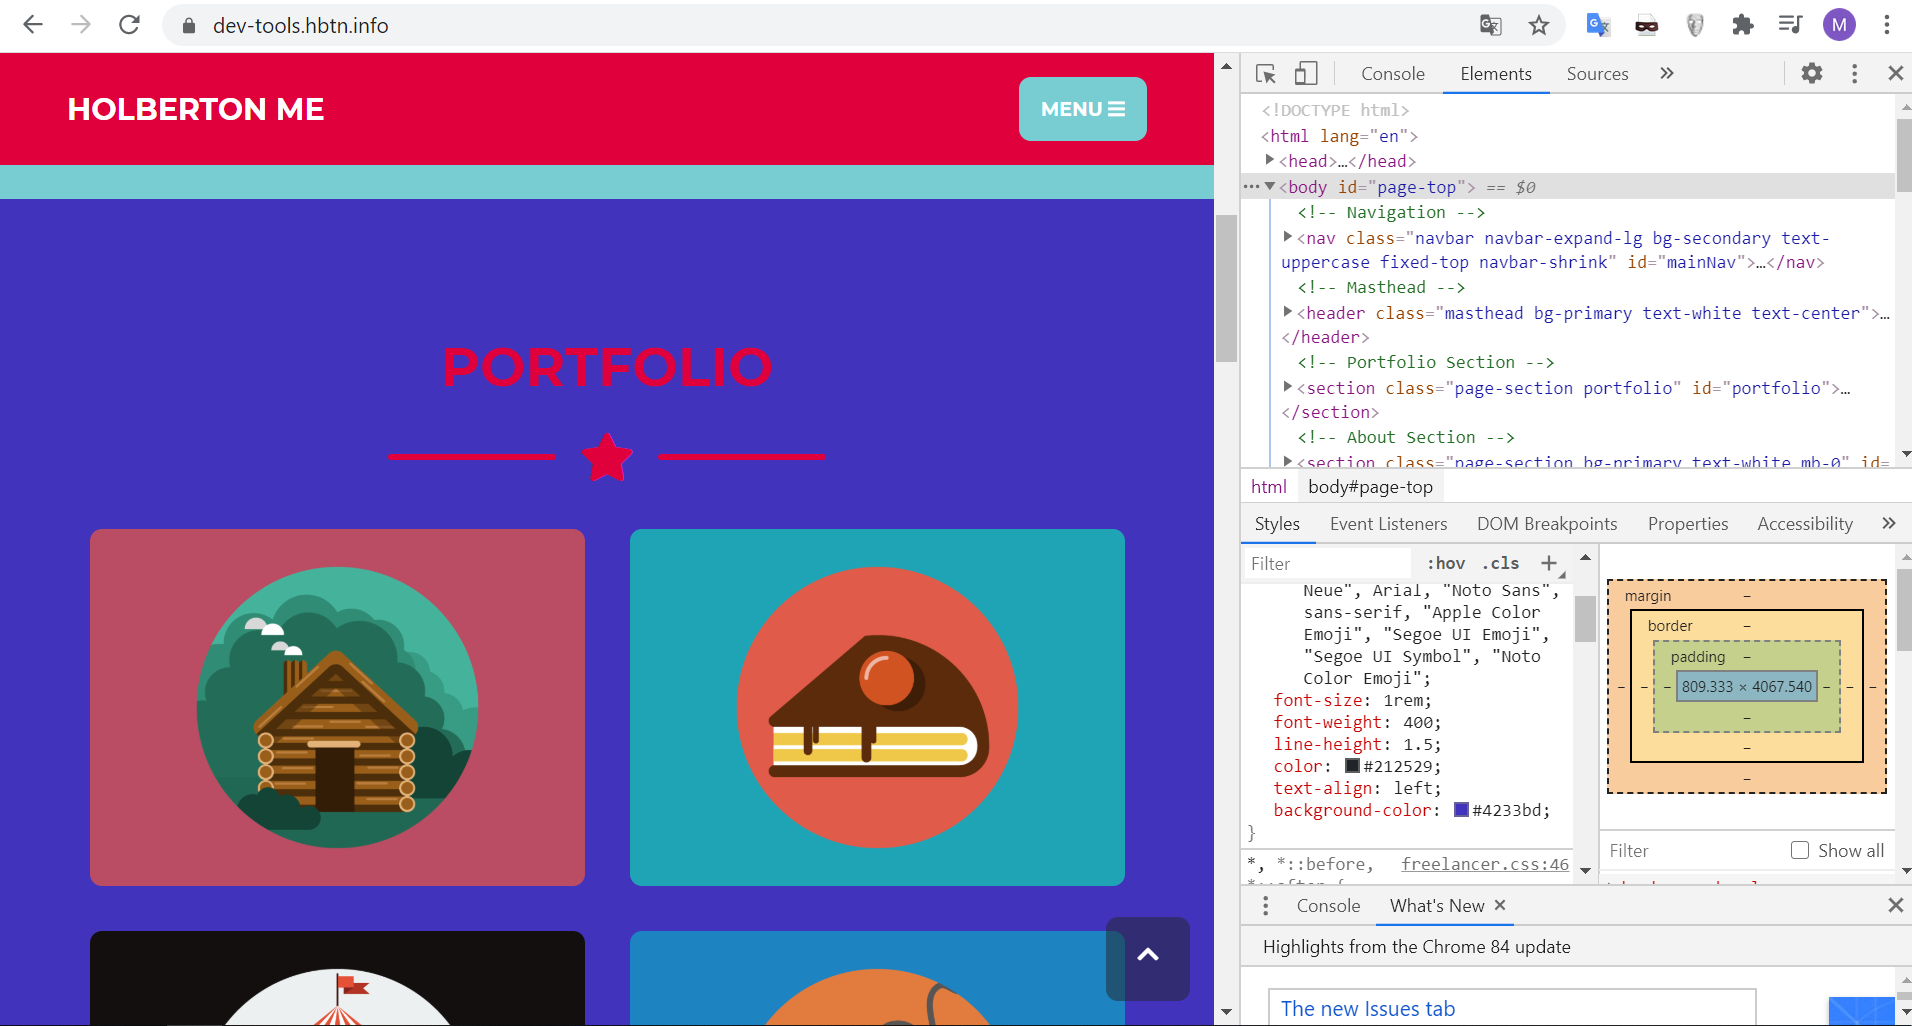 dev-tools.hbtn.info
M
HOLBERTON ME
MENU
PORTFOLIO
Console
Elements
Sources
<!DOCTYPE html>
<html lang="en">
<head>…</head>
<body id="page-top"> == $0
<!-- Navigation -->
<nav class="navbar navbar-expand-lg bg-secondary text-
uppercase fixed-top navbar-shrink" id="mainNav">…</nav>
<!-- Masthead -->
<header class="masthead bg-primary text-white text-center">…
</header>
<!-- Portfolio Section -->
<section class="page-section portfolio" id="portfolio">…
</section>
<!-- About Section -->
<section class="page-section bg-primary text-white mb-0" id=
html
body#page-top
Styles
Event Listeners
DOM Breakpoints
Properties
Accessibility
Filter
:hov
.cls
Neue", Arial, "Noto Sans",
sans-serif, "Apple Color
Emoji", "Segoe UI Emoji",
"Segoe UI Symbol", "Noto
Color Emoji";
font-size: 1rem;
font-weight: 400;
line-height: 1.5;
color: #212529;
text-align: left;
background-color: #4233bd;
}
*, *::before, freelancer.css:46
*::after {
margin
–
border
–
padding
–
– – – 809.333 × 4067.540 – – –
–
–
–
Filter
Show all
Console
What's New
Highlights from the Chrome 84 update
The new Issues tab